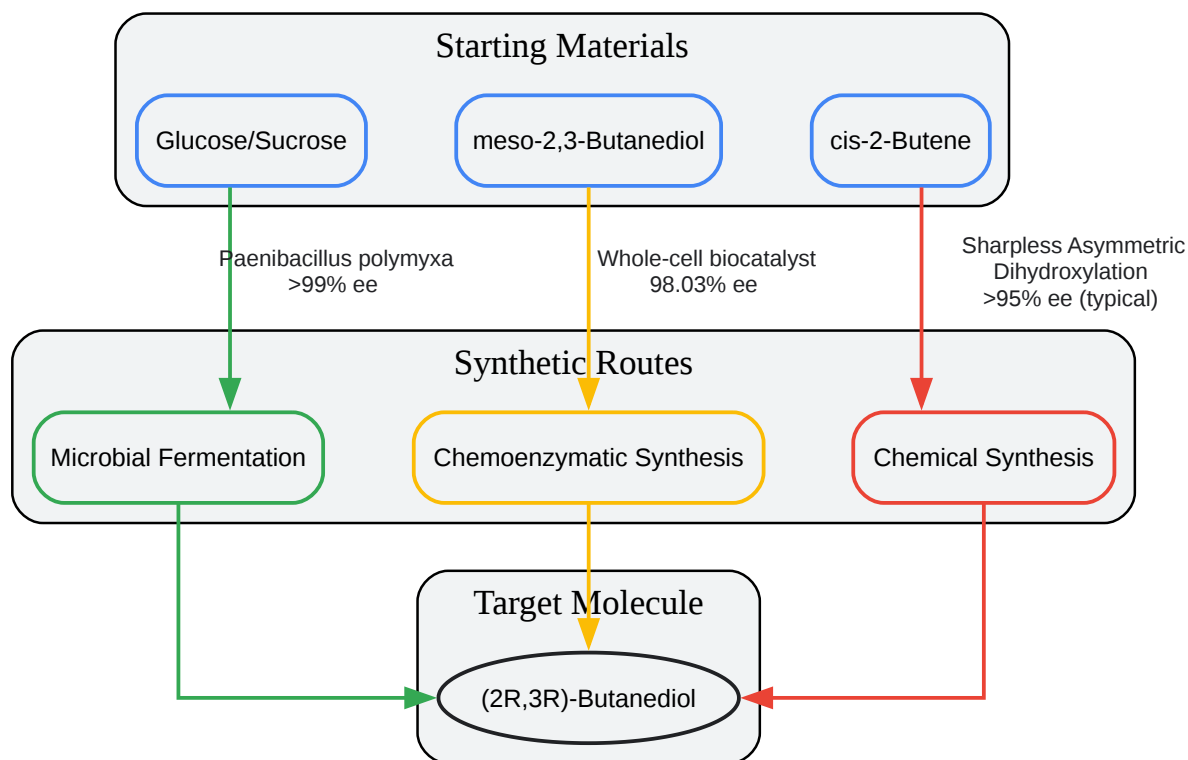 Starting Materials
Glucose/Sucrose
meso-2,3-Butanediol
cis-2-Butene
Paenibacillus polymyxa
>99% ee
Whole-cell biocatalyst
98.03% ee
Sharpless Asymmetric
Dihydroxylation
>95% ee (typical)
Synthetic Routes
Microbial Fermentation
Chemoenzymatic Synthesis
Chemical Synthesis
Target Molecule
(2R,3R)-Butanediol